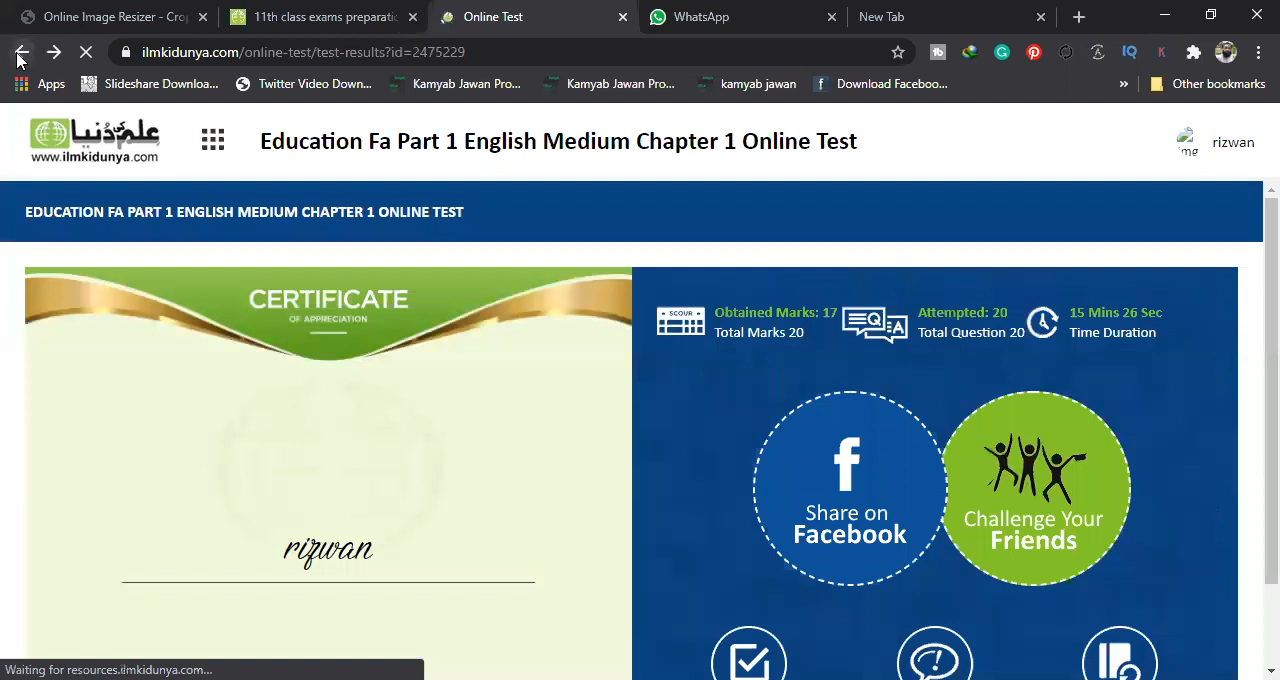 Online Image Resizer - Crop
11th class exams preparatio
Online Test
WhatsApp
New Tab
ilmkidunya.com/online-test/test-results?id=2475229
Apps
Slideshare Downloa...
Twitter Video Down...
Kamyab Jawan Pro...
Kamyab Jawan Pro...
kamyab jawan
Download Faceboo...
Other bookmarks
علم کی دُنیا
www.ilmkidunya.com
Education Fa Part 1 English Medium Chapter 1 Online Test
img
rizwan
EDUCATION FA PART 1 ENGLISH MEDIUM CHAPTER 1 ONLINE TEST
CERTIFICATE
OF APPRECIATION
rizwan
SCOUR
Obtained Marks: 17
Total Marks 20
Q
A
Attempted: 20
Total Question 20
15 Mins 26 Sec
Time Duration
f
Share on
Facebook
Challenge Your
Friends
Waiting for resources.ilmkidunya.com...